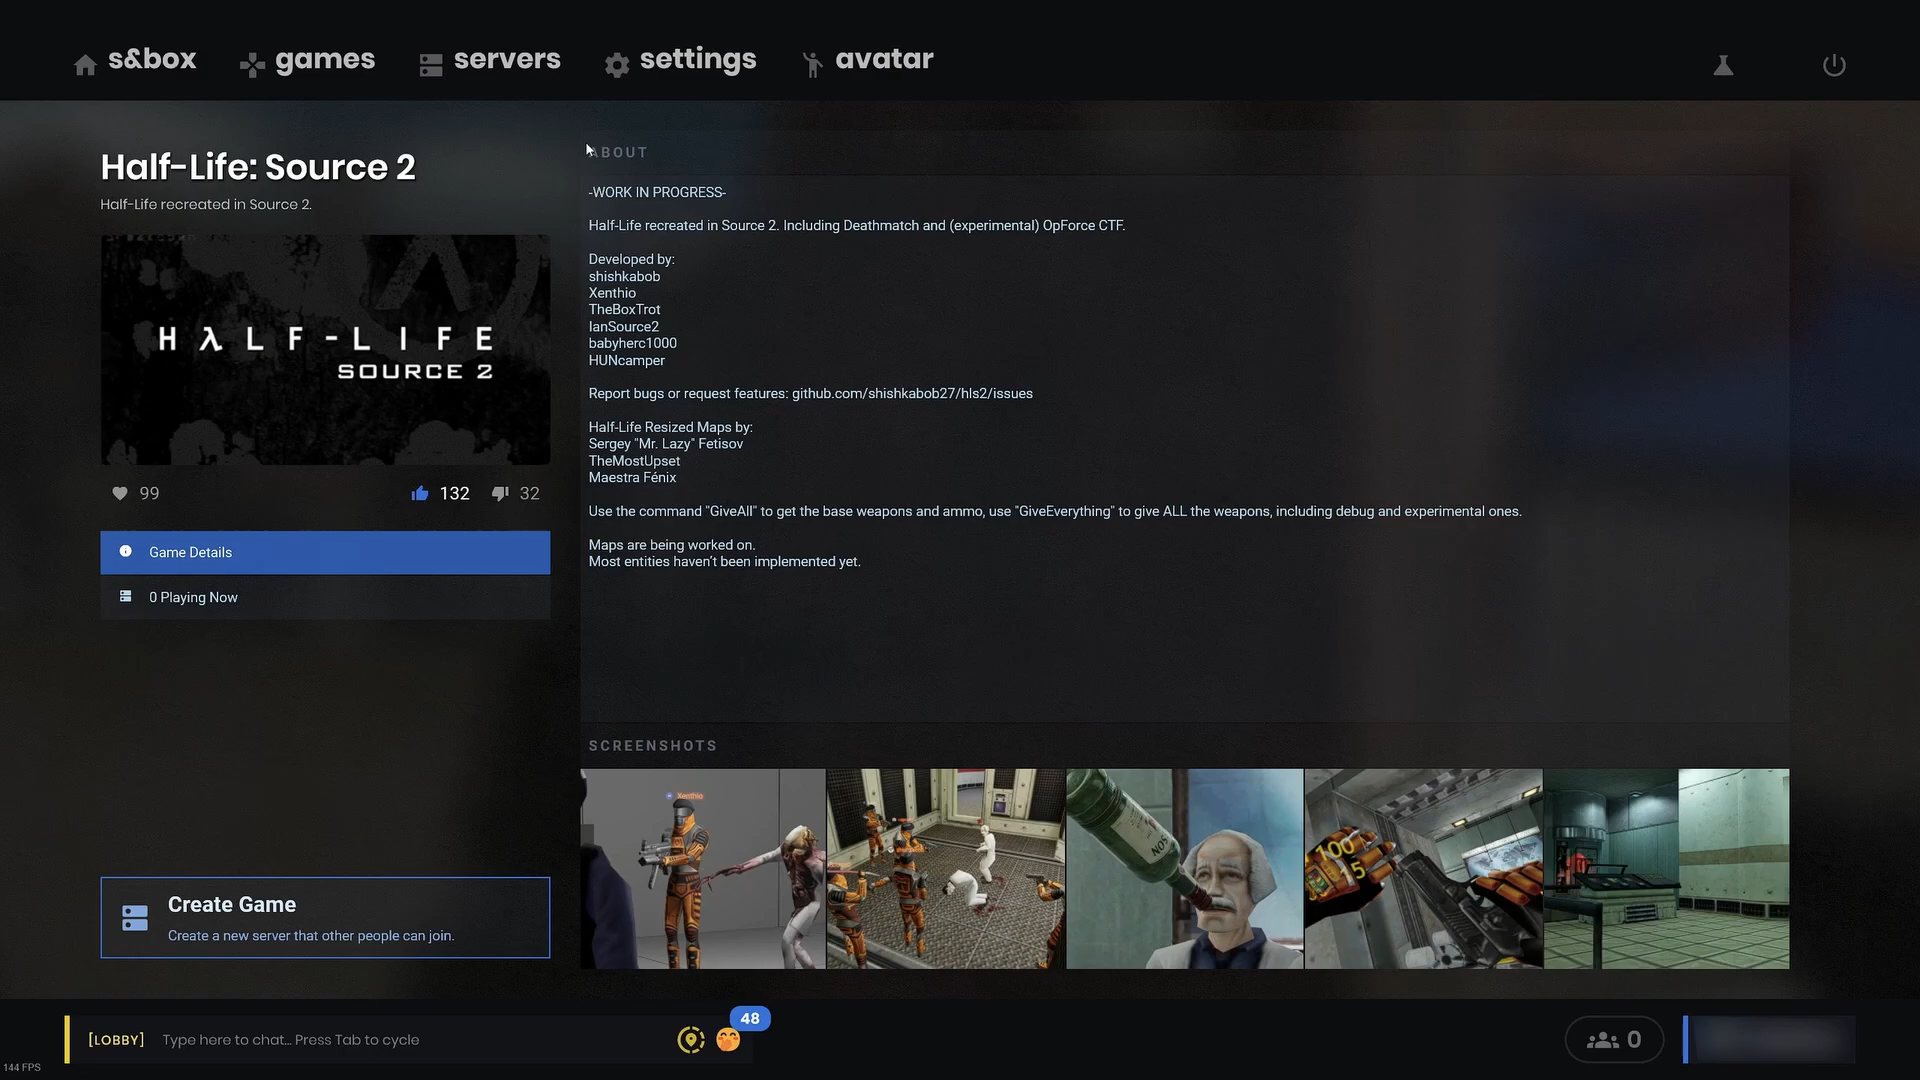 s&box
games
servers
settings
avatar
Half-Life: Source 2
Half-Life recreated in Source 2.
HλLF-LIFE
SOURCE 2
99
132
32
Game Details
0 Playing Now
Create Game
Create a new server that other people can join.
ABOUT
-WORK IN PROGRESS-
Half-Life recreated in Source 2. Including Deathmatch and (experimental) OpForce CTF.
Developed by:
shishkabob
Xenthio
TheBoxTrot
IanSource2
babyherc1000
HUNcamper
Report bugs or request features: github.com/shishkabob27/hls2/issues
Half-Life Resized Maps by:
Sergey "Mr. Lazy" Fetisov
TheMostUpset
Maestra Fénix
Use the command "GiveAll" to get the base weapons and ammo, use "GiveEverything" to give ALL the weapons, including debug and experimental ones.
Maps are being worked on.
Most entities haven't been implemented yet.
SCREENSHOTS
Xenthio
SON
100
15
[LOBBY]
Type here to chat... Press Tab to cycle
48
0
144 FPS